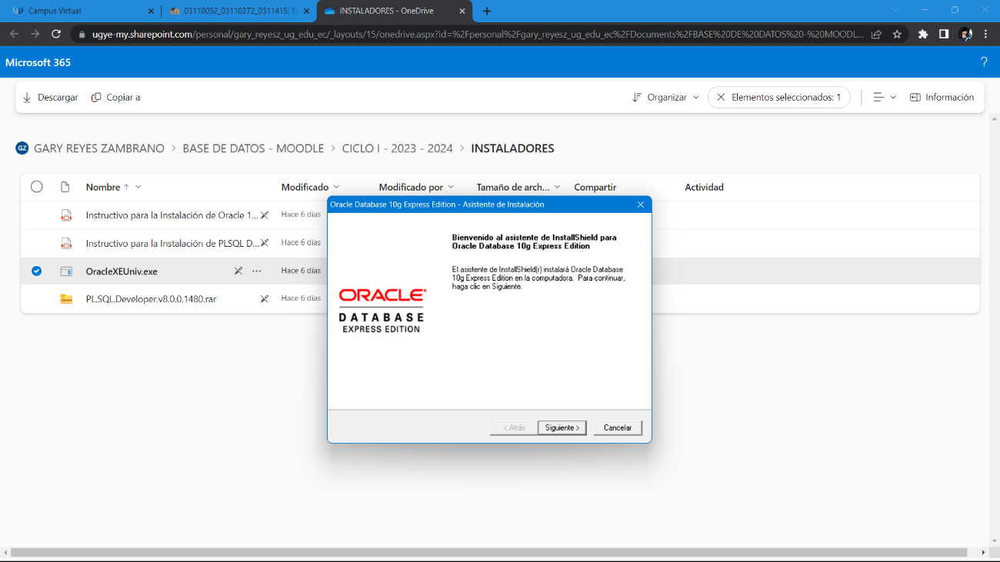 Campus Virtual
03110052_03110272_0311415: T
INSTALADORES - OneDrive
ugye-my.sharepoint.com/personal/gary_reyesz_ug_edu_ec/_layouts/15/onedrive.aspx?id=%2Fpersonal%2Fgary_reyesz_ug_edu_ec%2FDocuments%2FBASE%20DE%20DATOS%20-%20MOODL...
Microsoft 365
?
Descargar
Copiar a
Organizar
Elementos seleccionados: 1
Información
GZ GARY REYES ZAMBRANO > BASE DE DATOS - MOODLE > CICLO I - 2023 - 2024 > INSTALADORES
Nombre
Modificado
Modificado por
Tamaño de arch...
Compartir
Actividad
Instructivo para la Instalación de Oracle 1...
Hace 6 días
Instructivo para la Instalación de PLSQL D...
Hace 6 días
OracleXEUniv.exe
Hace 6 días
PL.SQL.Developer.v8.0.0.1480.rar
Hace 6 días
Oracle Database 10g Express Edition - Asistente de Instalación
Bienvenido al asistente de InstallShield para
Oracle Database 10g Express Edition
El asistente de InstallShield(r) instalará Oracle Database
10g Express Edition en la computadora. Para continuar,
haga clic en Siguiente.
ORACLE
DATABASE
EXPRESS EDITION
< Atrás
Siguiente >
Cancelar